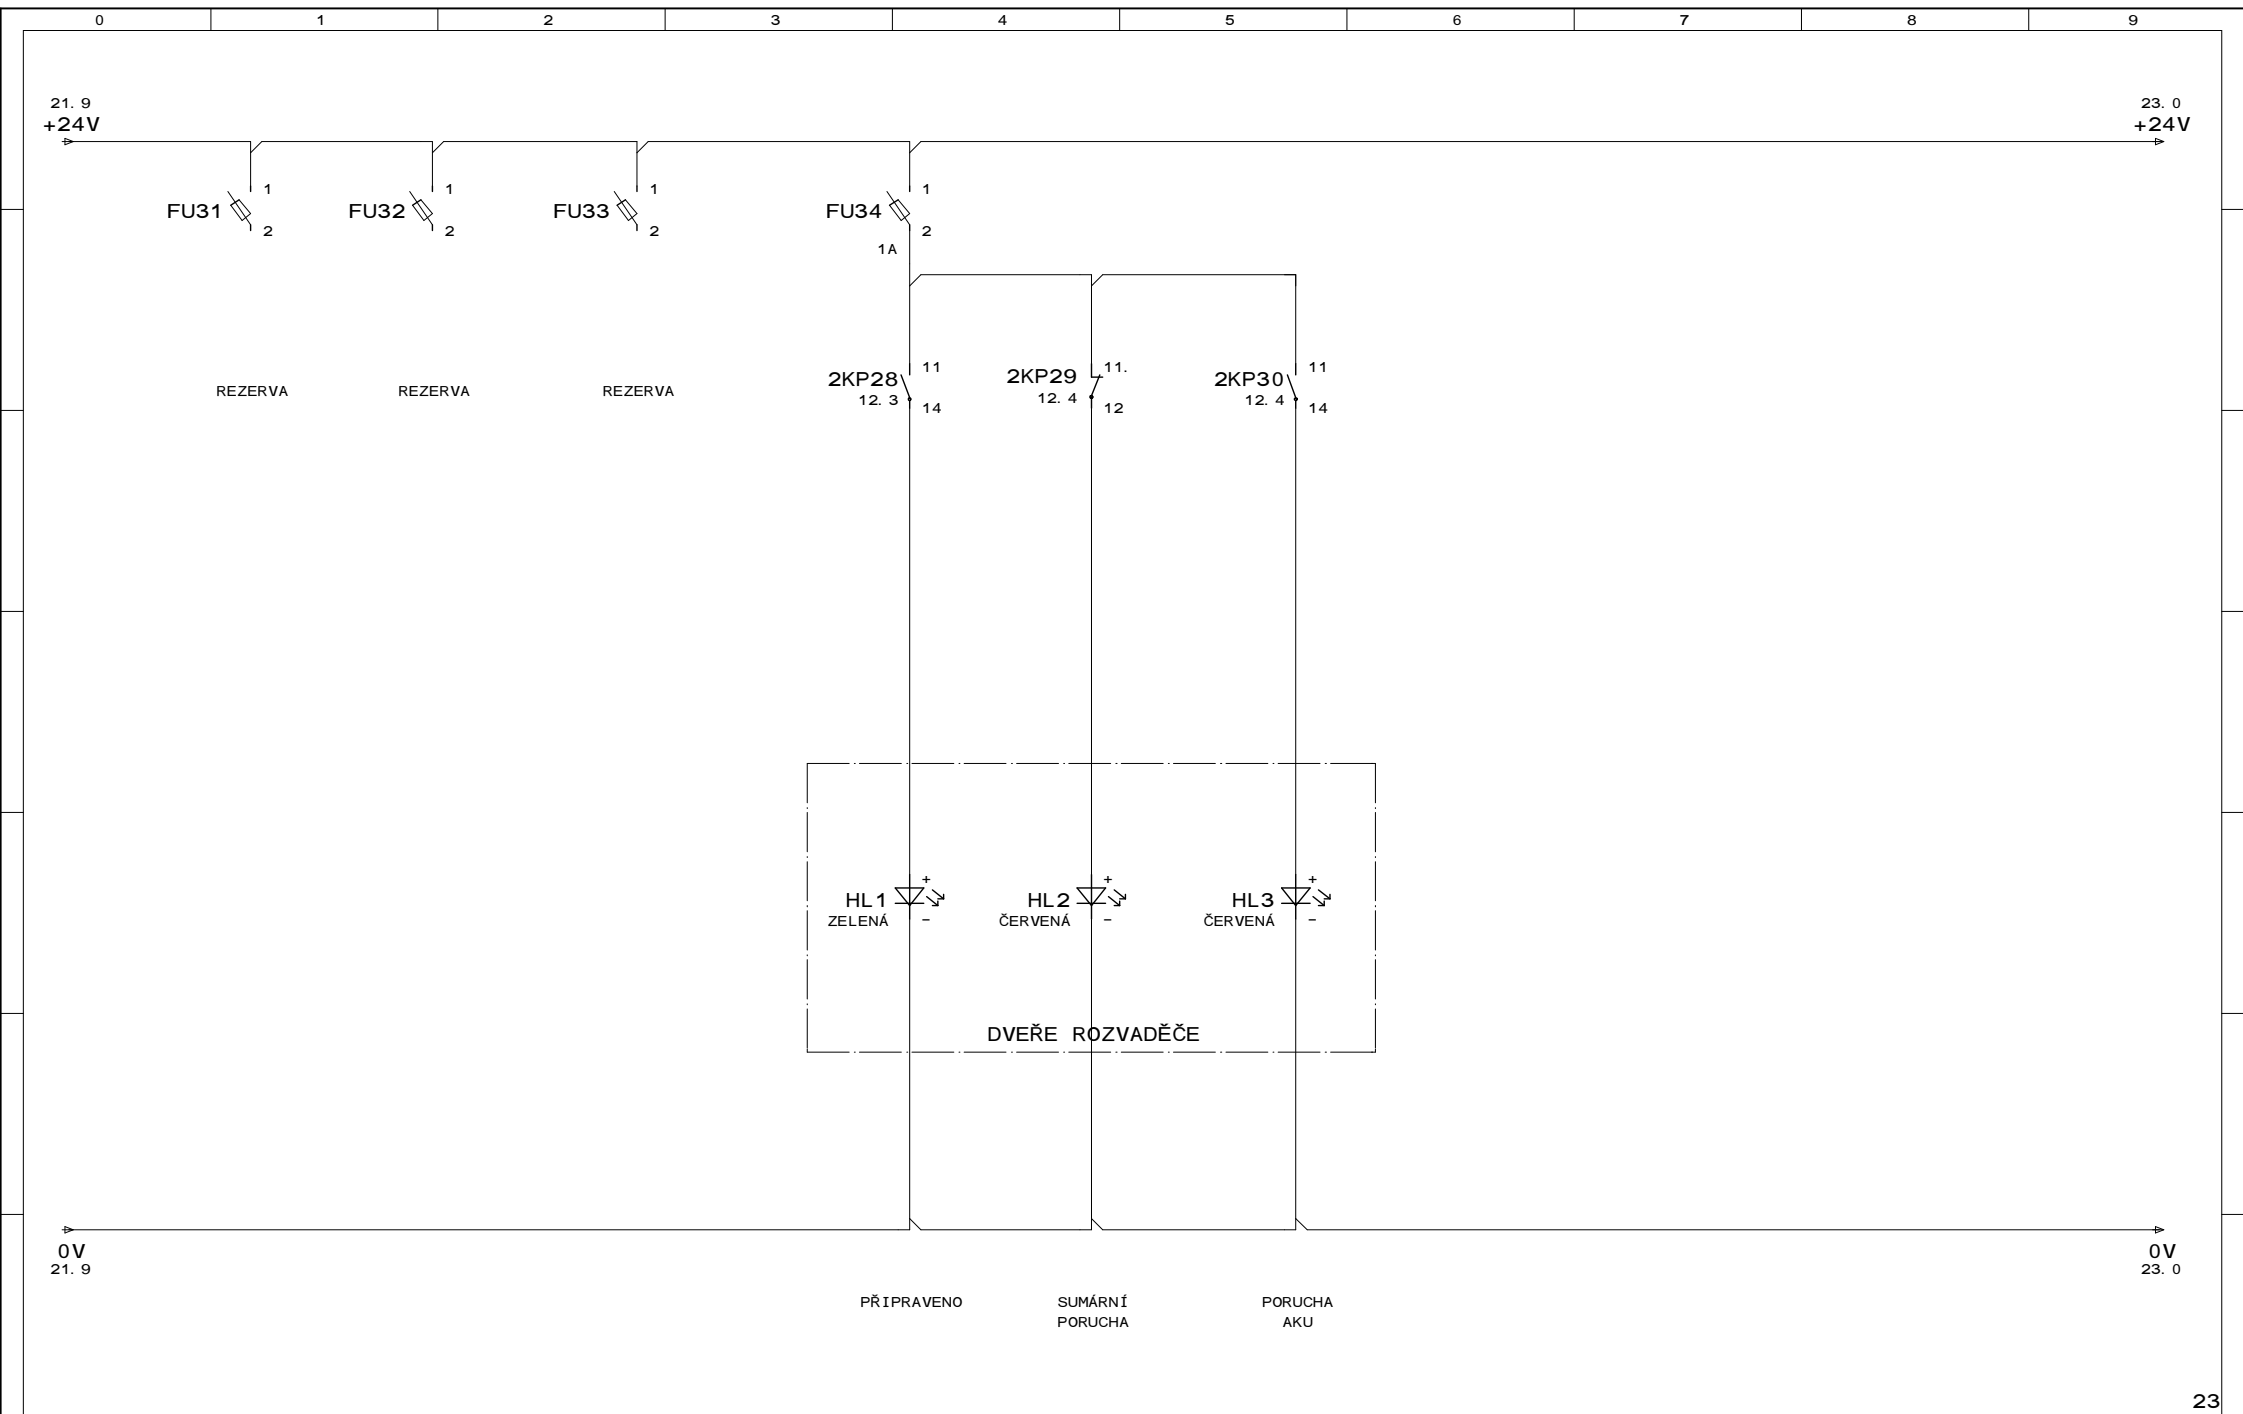 0 1 2 3 4 5 6 7 8 9
21. 9 23. 0
+24V +24V
1 1 1 1
FU31 FU32 FU33 FU34
2 2 2 2
1A
11 11. 11
2KP28 2KP29 2KP30
REZERVA REZERVA REZERVA
12. 3 12. 4 12. 4
14 12 14
+ + +
HL1 HL2 HL3
ZELENÁ - ČERVENÁ - ČERVENÁ -
DVEŘE ROZVADĚČE
0V 0V
21. 9 23. 0
PŘIPRAVENO SUMÁRNÍ PORUCHA
PORUCHA AKU
23